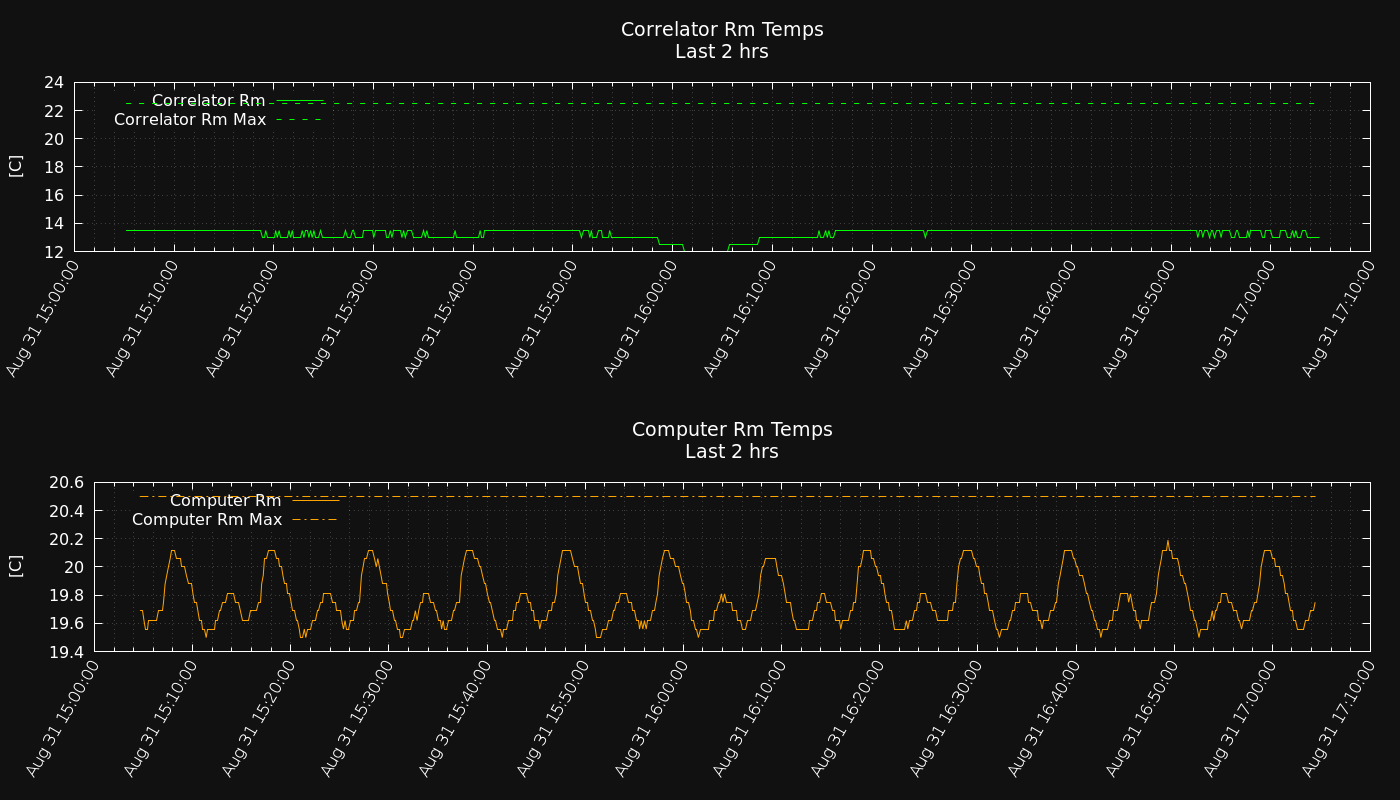 Correlator Rm Temps
Last 2 hrs
24
22
20
18
16
14
12
[C]
Correlator Rm
Correlator Rm Max
Aug 31 15:00:00
Aug 31 15:10:00
Aug 31 15:20:00
Aug 31 15:30:00
Aug 31 15:40:00
Aug 31 15:50:00
Aug 31 16:00:00
Aug 31 16:10:00
Aug 31 16:20:00
Aug 31 16:30:00
Aug 31 16:40:00
Aug 31 16:50:00
Aug 31 17:00:00
Aug 31 17:10:00
Computer Rm Temps
Last 2 hrs
20.6
20.4
20.2
20
19.8
19.6
19.4
[C]
Computer Rm
Computer Rm Max
Aug 31 15:00:00
Aug 31 15:10:00
Aug 31 15:20:00
Aug 31 15:30:00
Aug 31 15:40:00
Aug 31 15:50:00
Aug 31 16:00:00
Aug 31 16:10:00
Aug 31 16:20:00
Aug 31 16:30:00
Aug 31 16:40:00
Aug 31 16:50:00
Aug 31 17:00:00
Aug 31 17:10:00